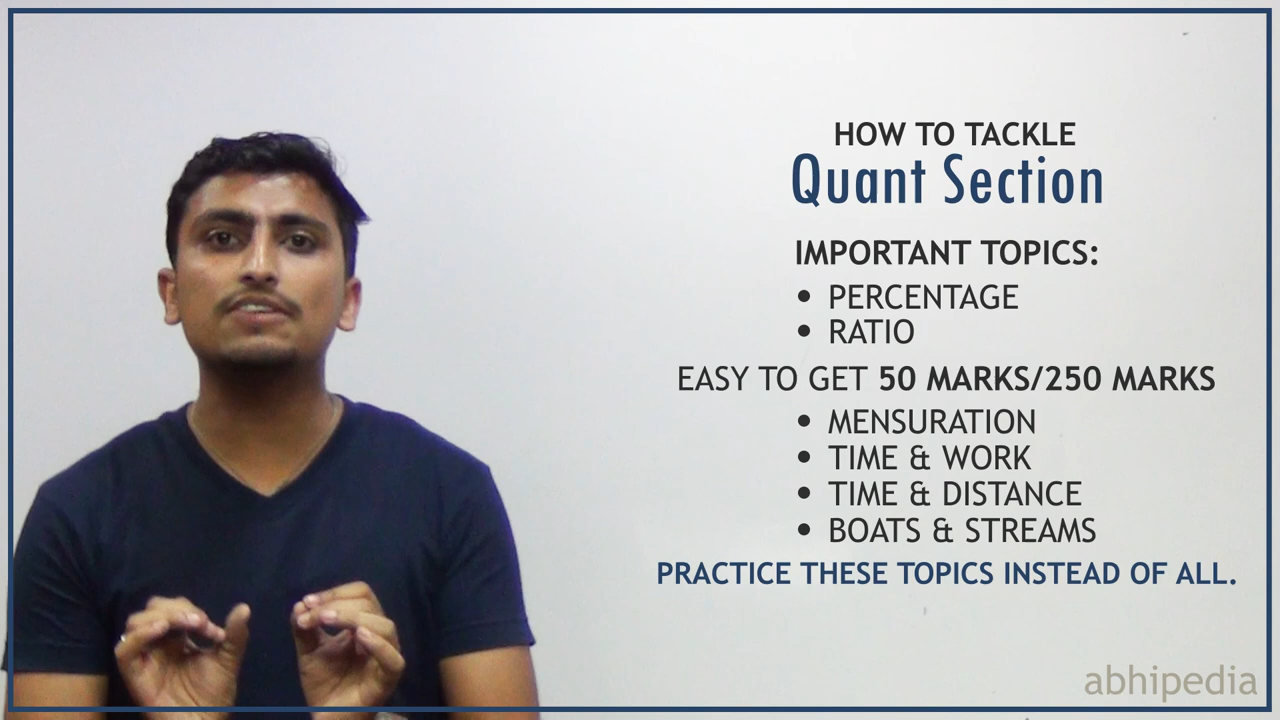 HOW TO TACKLE
Quant Section
IMPORTANT TOPICS:
• PERCENTAGE
• RATIO
EASY TO GET 50 MARKS/250 MARKS
• MENSURATION
• TIME & WORK
• TIME & DISTANCE
• BOATS & STREAMS
PRACTICE THESE TOPICS INSTEAD OF ALL.
abhipedia